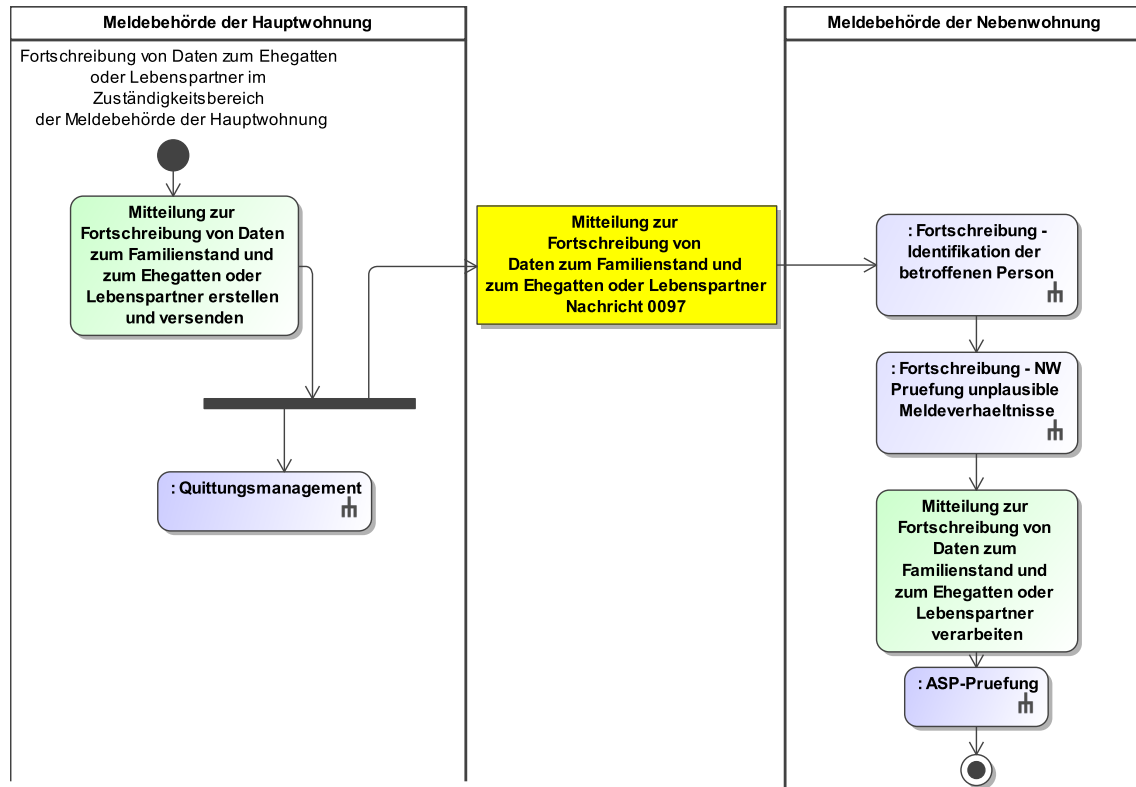 Meldebehörde der Hauptwohnung
Fortschreibung von Daten zum Ehegatten
oder Lebenspartner im
Zuständigkeitsbereich
der Meldebehörde der Hauptwohnung
Mitteilung zur
Fortschreibung von Daten
zum Familienstand und
zum Ehegatten oder
Lebenspartner erstellen
und versenden
: Quittungsmanagement
Mitteilung zur
Fortschreibung von
Daten zum Familienstand und
zum Ehegatten oder Lebenspartner
Nachricht 0097
Meldebehörde der Nebenwohnung
: Fortschreibung -
Identifikation der
betroffenen Person
: Fortschreibung - NW
Pruefung unplausible
Meldeverhaeltnisse
Mitteilung zur
Fortschreibung von
Daten zum
Familienstand und
zum Ehegatten oder
Lebenspartner
verarbeiten
: ASP-Pruefung